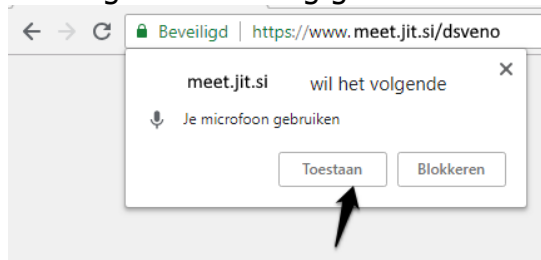 Beveiligd | https://www.meet.jit.si/dsveno
meet.jit.si wil het volgende
Je microfoon gebruiken
Toestaan Blokkeren